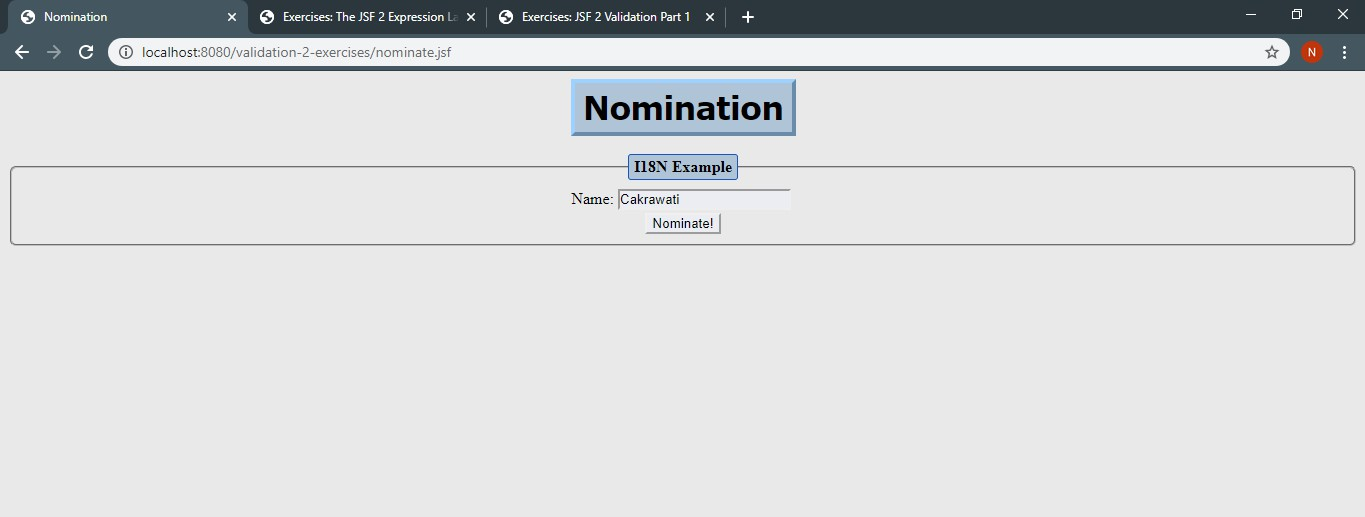 Nomination
Exercises: The JSF 2 Expression La
Exercises: JSF 2 Validation Part 1
localhost:8080/validation-2-exercises/nominate.jsf
N
Nomination
I18N Example
Name: Cakrawati
Nominate!